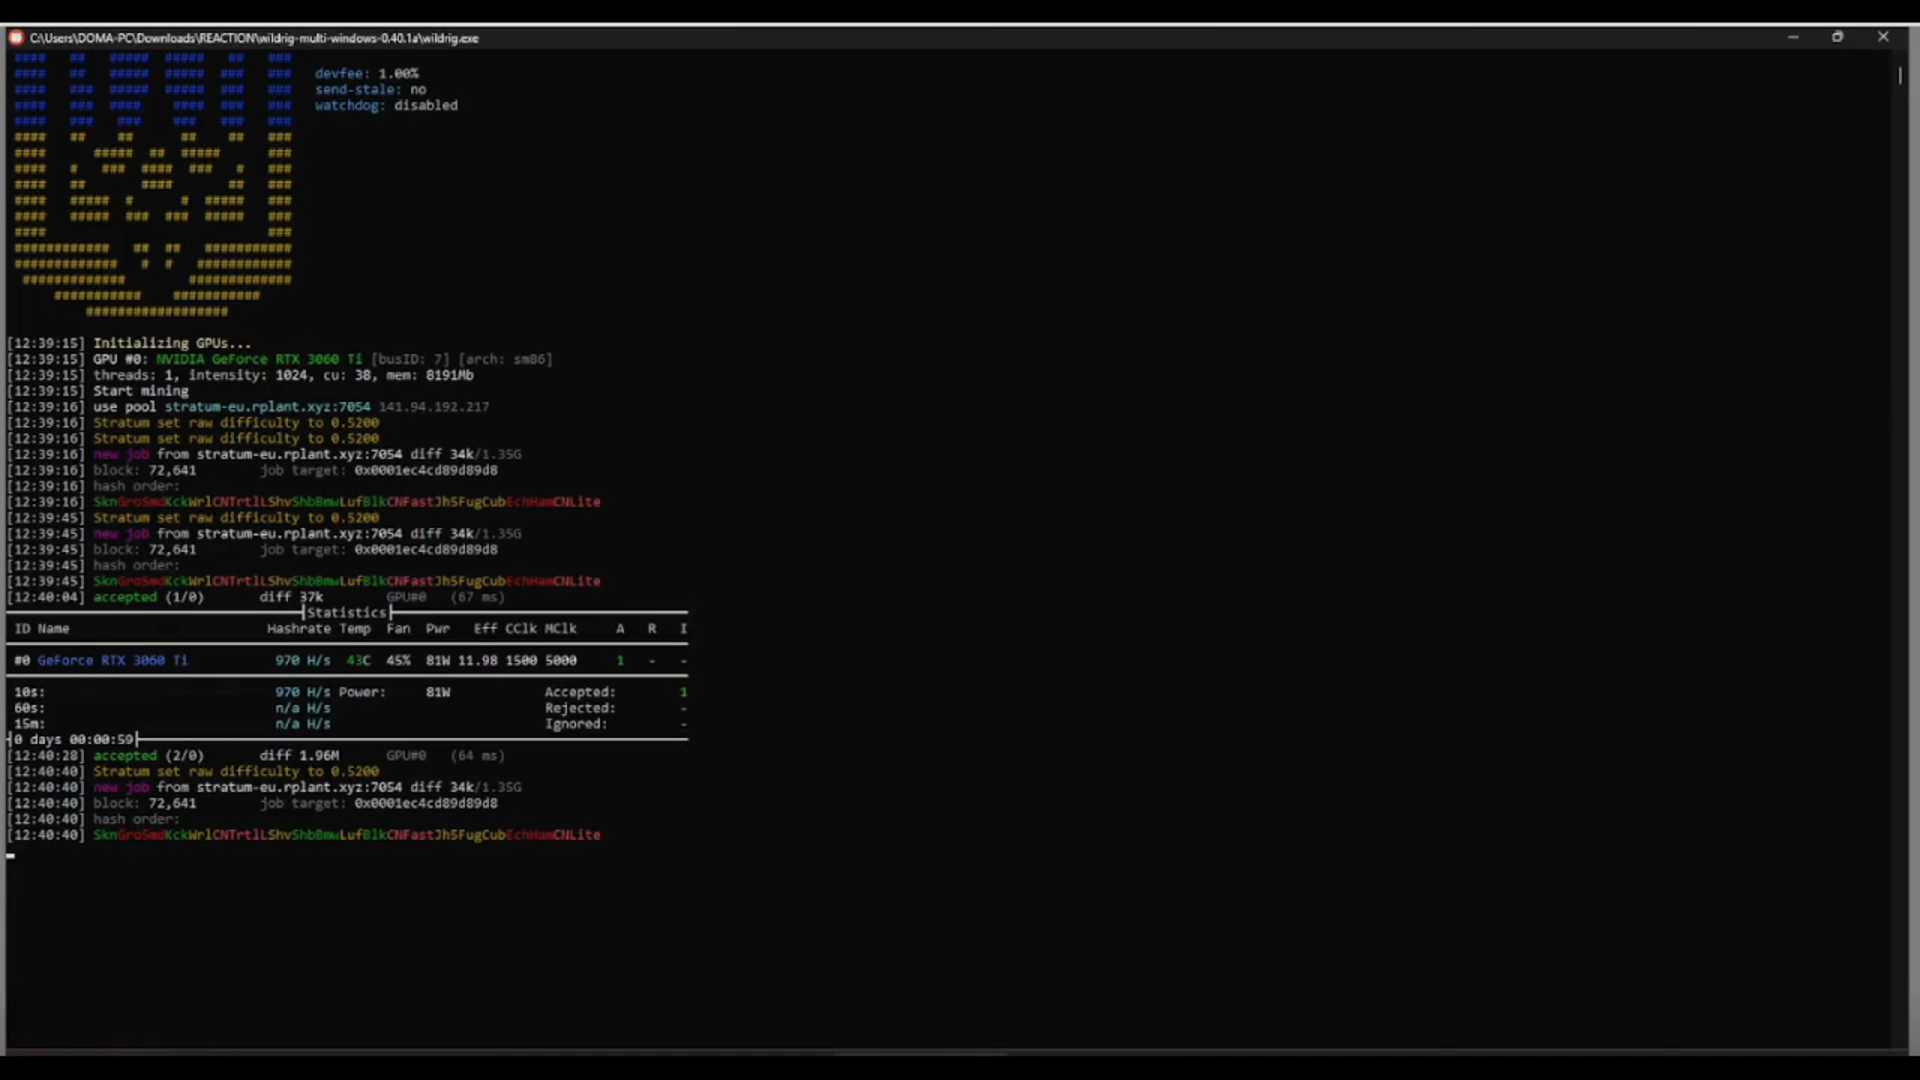 C:\Users\DOMA-PC\Downloads\REACTION\wildrig-multi-windows-0.40.1a\wildrig.exe
devfee: 1.00%
send-stale: no
watchdog: disabled
[12:39:15] Initializing GPUs...
[12:39:15] GPU #0: NVIDIA GeForce RTX 3060 Ti [busID: 7] [arch: sm86]
[12:39:15] threads: 1, intensity: 1024, cu: 38, mem: 8191Mb
[12:39:15] Start mining
[12:39:16] use pool stratum-eu.rplant.xyz:7054 141.94.192.217
[12:39:16] Stratum set raw difficulty to 0.5200
[12:39:16] Stratum set raw difficulty to 0.5200
[12:39:16] new job from stratum-eu.rplant.xyz:7054 diff 34k/1.35G
[12:39:16] block: 72,641 job target: 0x0001ec4cd89d89d8
[12:39:16] hash order:
[12:39:16] SknGroSmdKckWrlCNTrtlLShvShbBmwLufBlkCNFastJh5FugCubEchHamCNLite
[12:39:45] Stratum set raw difficulty to 0.5200
[12:39:45] new job from stratum-eu.rplant.xyz:7054 diff 34k/1.35G
[12:39:45] block: 72,641 job target: 0x0001ec4cd89d89d8
[12:39:45] hash order:
[12:39:45] SknGroSmdKckWrlCNTrtlLShvShbBmwLufBlkCNFastJh5FugCubEchHamCNLite
[12:40:04] accepted (1/0) diff 37k GPU#0 (67 ms)
Statistics
ID Name Hashrate Temp Fan Pwr Eff CClk MClk A R I
#0 GeForce RTX 3060 Ti 970 H/s 43C 45% 81W 11.98 1500 5000 1 - -
10s: 970 H/s Power: 81W Accepted: 1
60s: n/a H/s Rejected: -
15m: n/a H/s Ignored: -
0 days 00:00:59
[12:40:28] accepted (2/0) diff 1.96M GPU#0 (64 ms)
[12:40:40] Stratum set raw difficulty to 0.5200
[12:40:40] new job from stratum-eu.rplant.xyz:7054 diff 34k/1.35G
[12:40:40] block: 72,641 job target: 0x0001ec4cd89d89d8
[12:40:40] hash order:
[12:40:40] SknGroSmdKckWrlCNTrtlLShvShbBmwLufBlkCNFastJh5FugCubEchHamCNLite